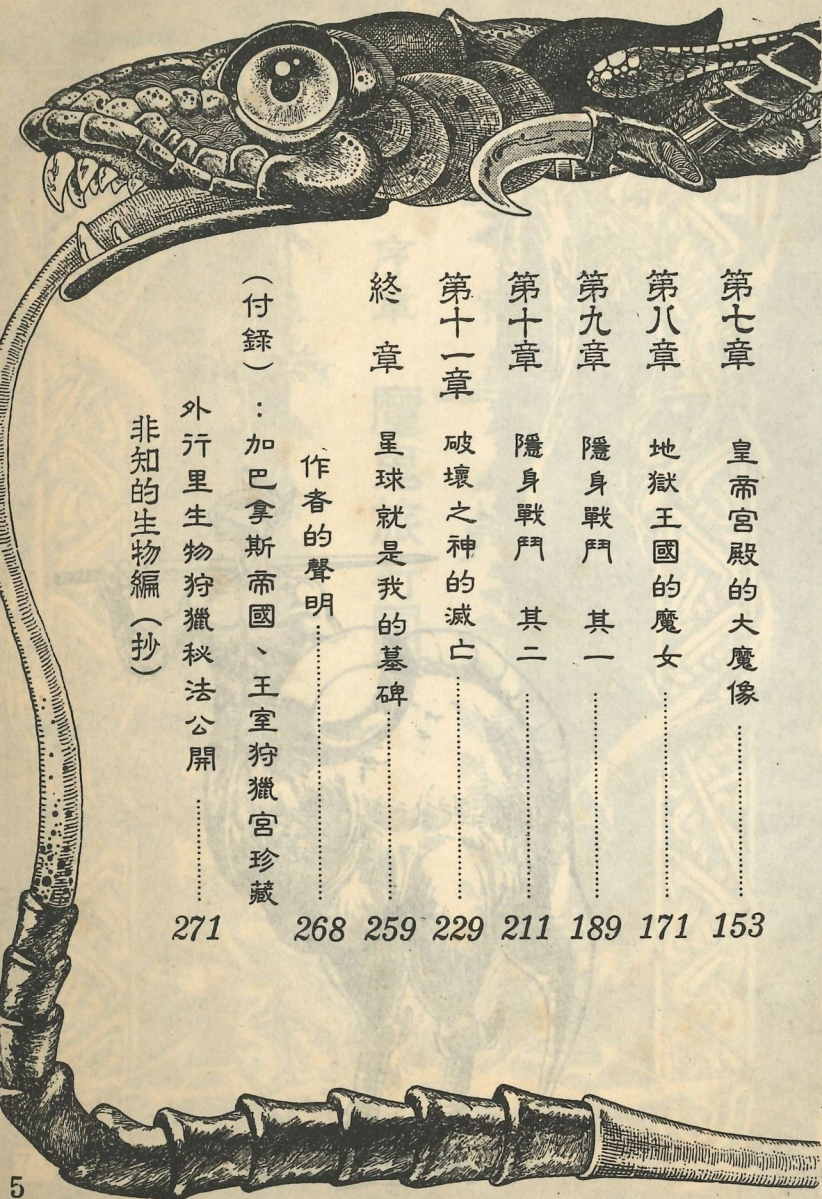 第七章　皇帝宮殿的大魔像……153
第八章　地獄王國的魔女……171
第九章　隱身戰鬥　其一……189
第十章　隱身戰鬥　其二……211
第十一章　破壞之神的滅亡……229
終　章　星球就是我的墓碑……259
作者的聲明……268
（付錄）：加巴拿斯帝國、王室狩獵宮珍藏
外行里生物狩獵秘法公開……271
非知的生物編（抄）
5